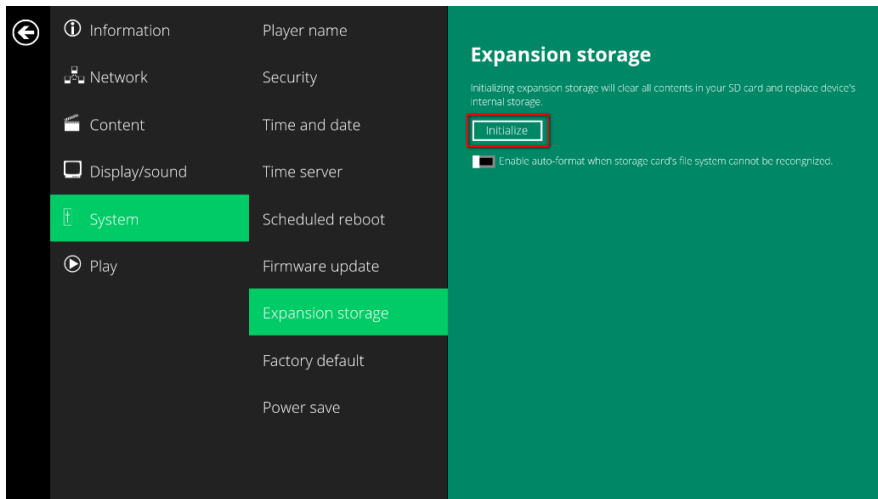 Information
Network
Content
Display/sound
System
Play
Player name
Security
Time and date
Time server
Scheduled reboot
Firmware update
Expansion storage
Factory default
Power save
Expansion storage
Initializing expansion storage will clear all contents in your SD card and replace device's
internal storage.
Initialize
Enable auto-format when storage card's file system cannot be recongnized.